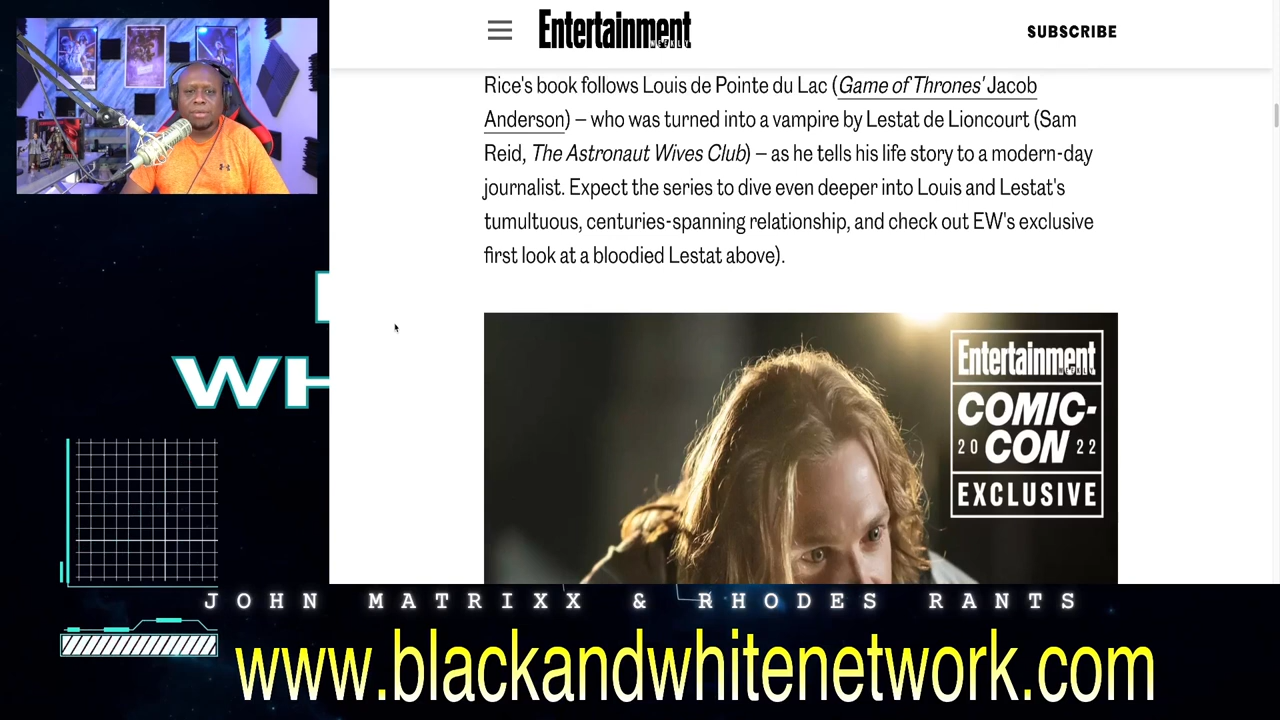 Entertainment
WEEKLY
SUBSCRIBE
Rice's book follows Louis de Pointe du Lac (Game of Thrones' Jacob
Anderson) – who was turned into a vampire by Lestat de Lioncourt (Sam
Reid, The Astronaut Wives Club) – as he tells his life story to a modern-day
journalist. Expect the series to dive even deeper into Louis and Lestat's
tumultuous, centuries-spanning relationship, and check out EW's exclusive
first look at a bloodied Lestat above).
WH
Entertainment
WEEKLY
COMIC-
20 CON 22
EXCLUSIVE
JOHN MATRIXX & RHODES RANTS
www.blackandwhitenetwork.com